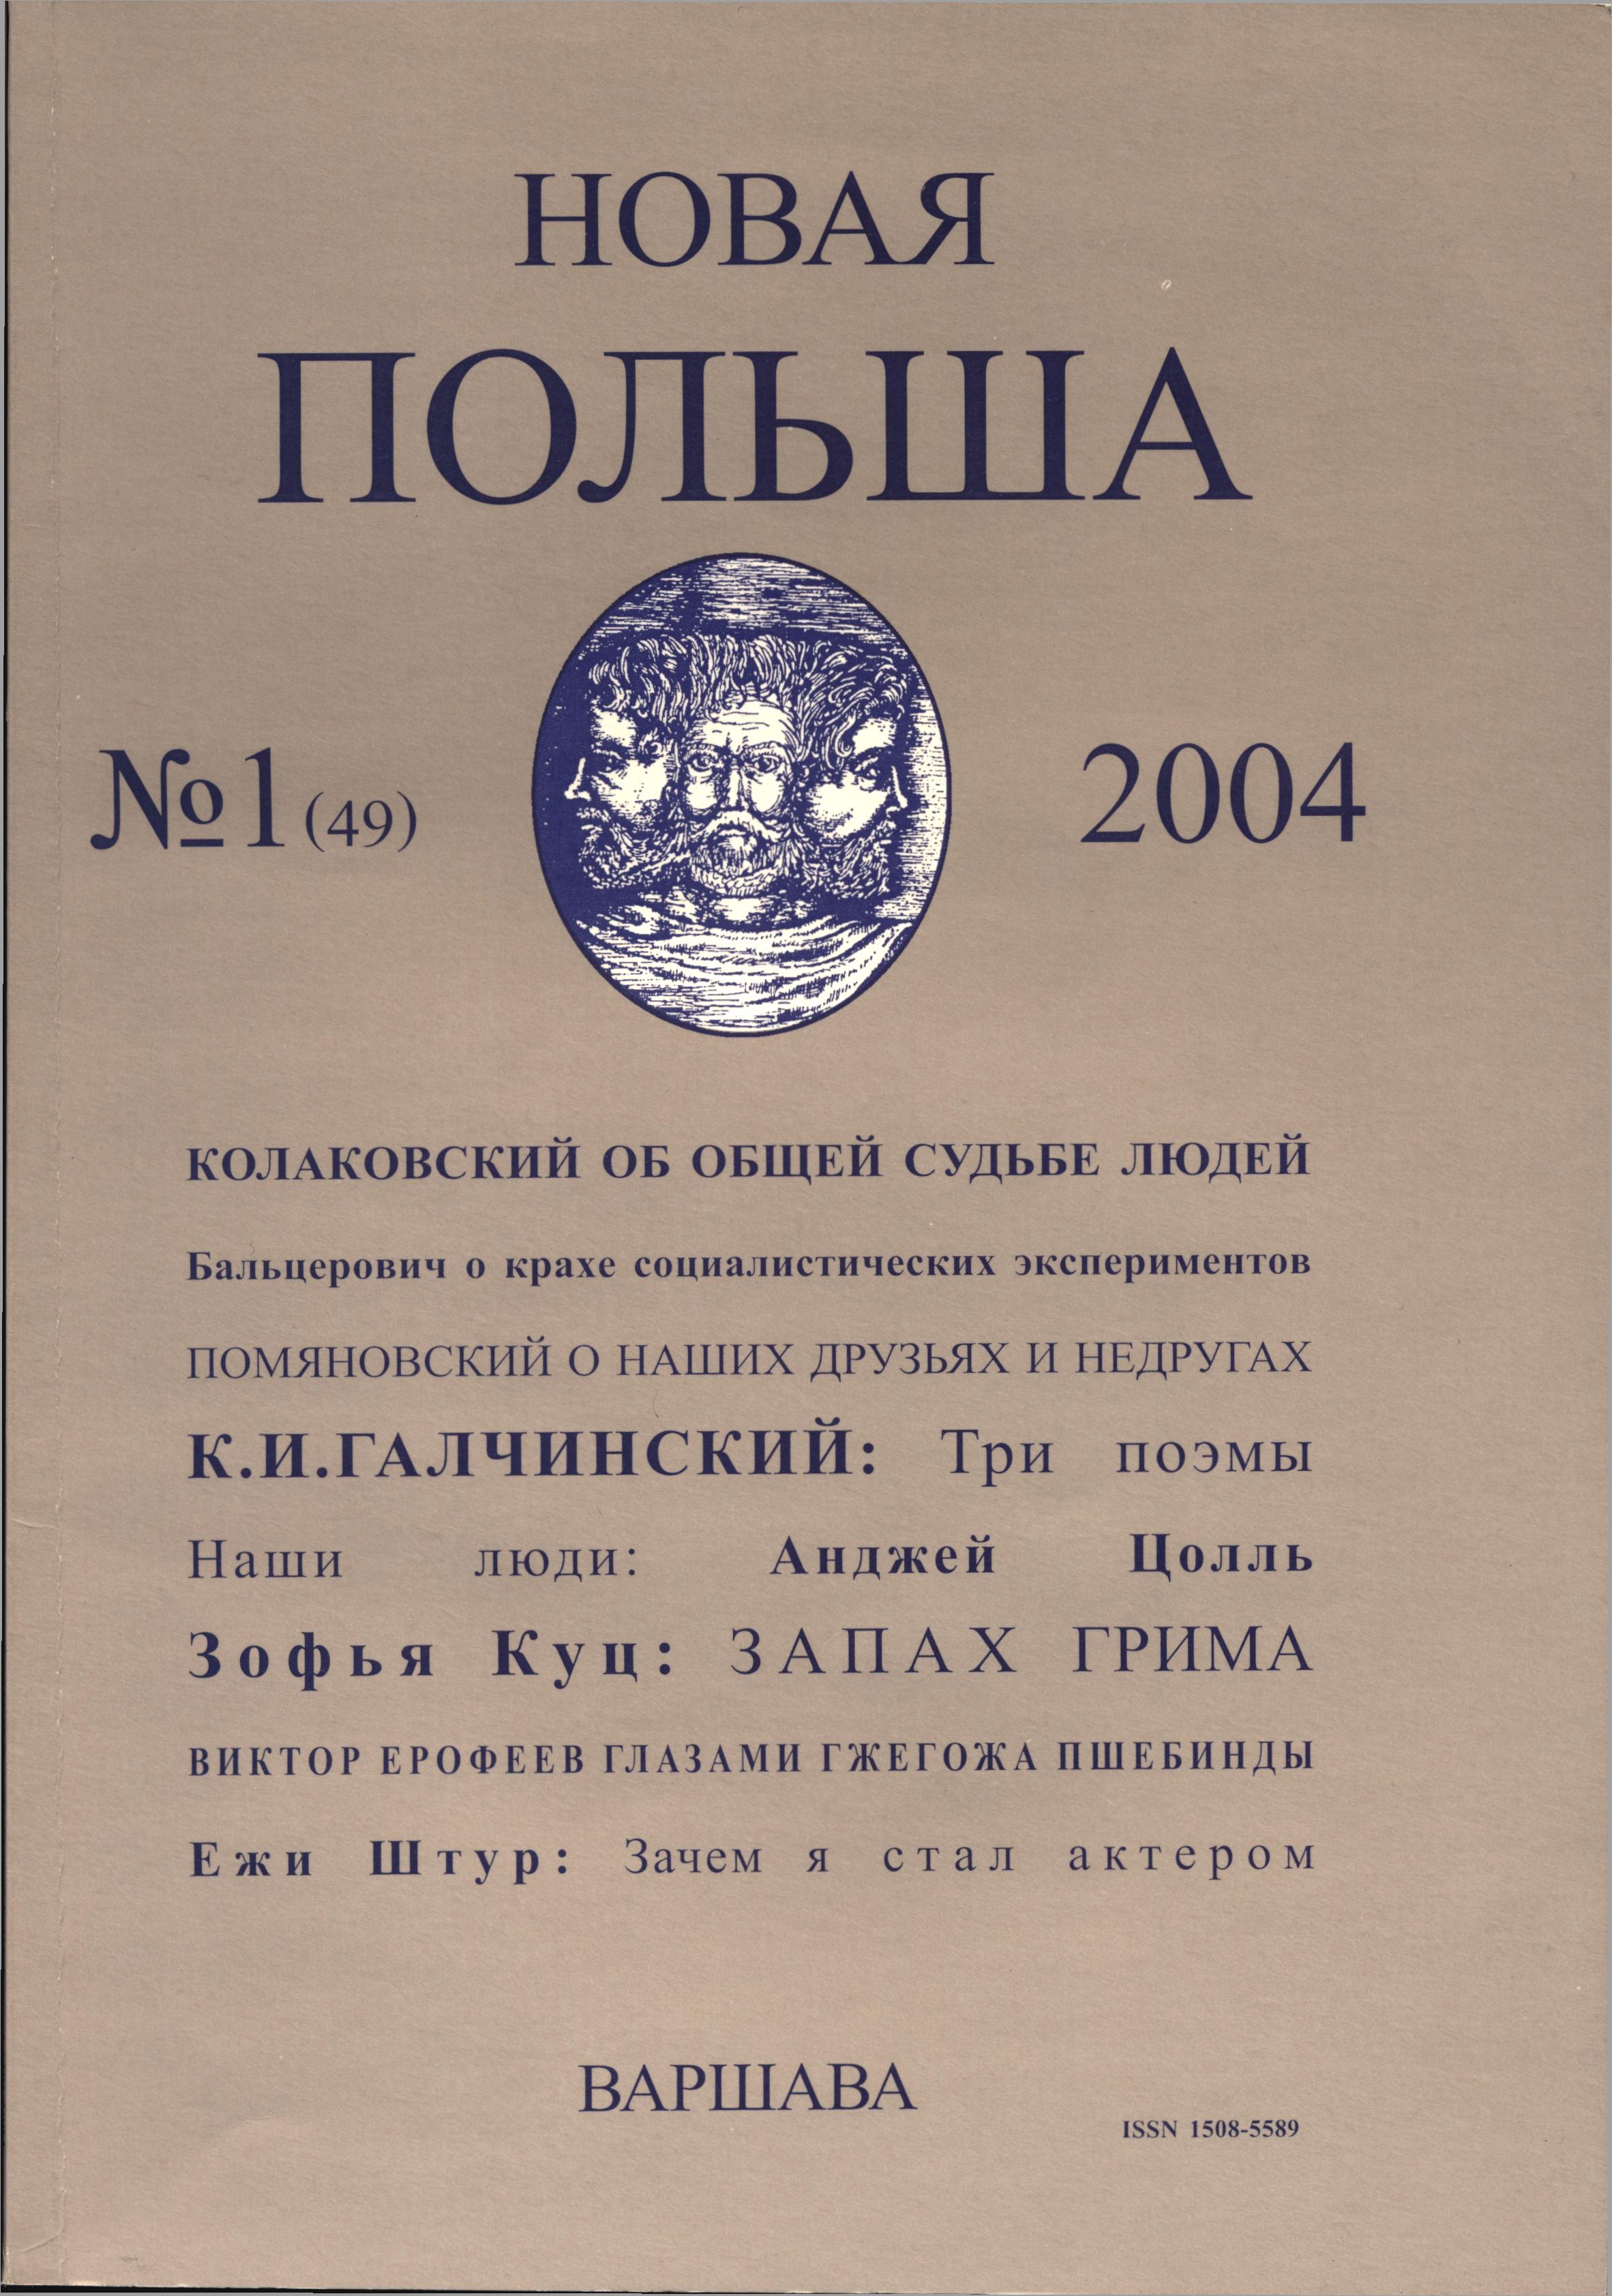 НОВАЯ
ПОЛЬША
№1 (49)
2004
КОЛАКОВСКИЙ ОБ ОБЩЕЙ СУДЬБЕ ЛЮДЕЙ
Бальцерович о крахе социалистических экспериментов
ПОМЯНОВСКИЙ О НАШИХ ДРУЗЬЯХ И НЕДРУГАХ
К.И.ГАЛЧИНСКИЙ: Три поэмы
Наши люди: Анджей Цолль
Зофья Куц: ЗАПАХ ГРИМА
ВИКТОР ЕРОФЕЕВ ГЛАЗАМИ ГЖЕГОЖА ПШЕБИНДЫ
Ежи Штур: Зачем я стал актером
ВАРШАВА
ISSN 1508-5589